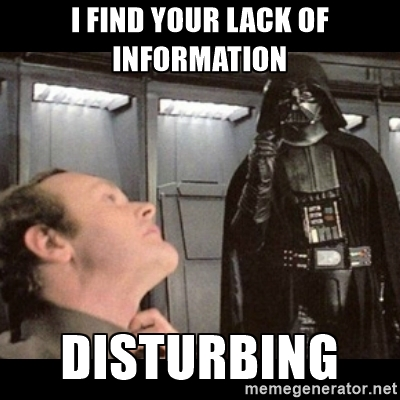 I FIND YOUR LACK OF
INFORMATION
DISTURBING
memegenerator.net